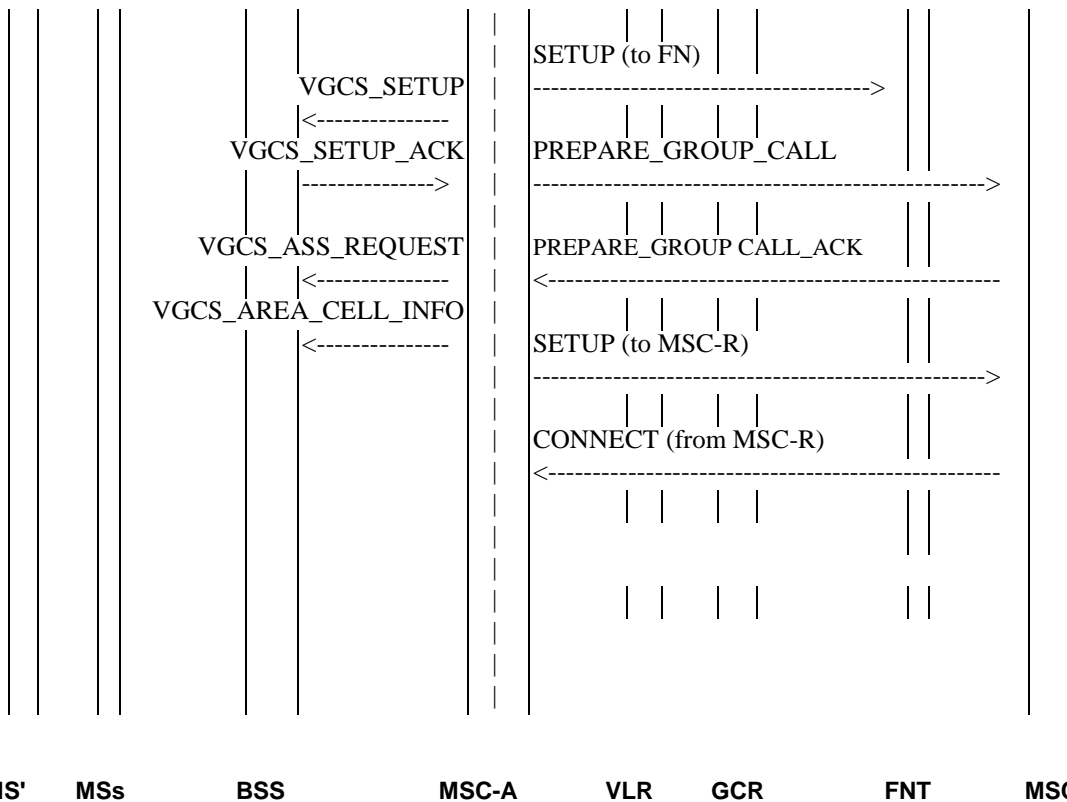 SETUP (to FN)
VGCS_SETUP
VGCS_SETUP_ACK
PREPARE_GROUP_CALL
VGCS_ASS_REQUEST
PREPARE_GROUP CALL_ACK
VGCS_AREA_CELL_INFO
SETUP (to MSC-R)
CONNECT (from MSC-R)
MSs BSS MSC-A VLR GCR FNT